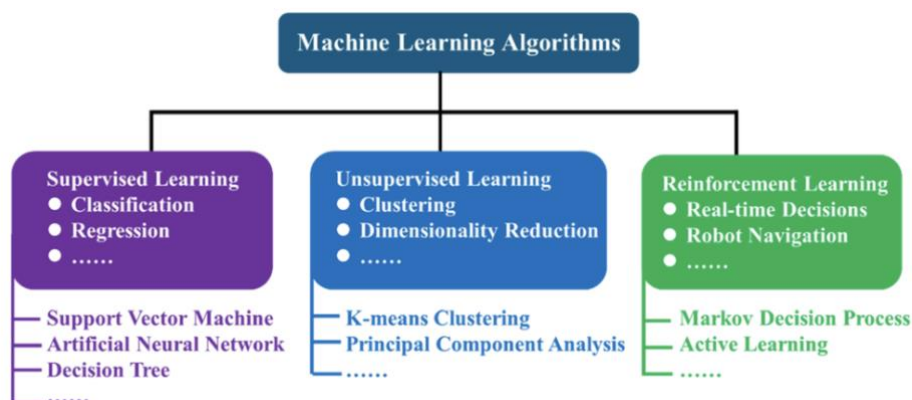 Machine Learning Algorithms
Supervised Learning
Classification
Regression
......
Support Vector Machine
Artificial Neural Network
Decision Tree
......
Unsupervised Learning
Clustering
Dimensionality Reduction
......
K-means Clustering
Principal Component Analysis
......
Reinforcement Learning
Real-time Decisions
Robot Navigation
......
Markov Decision Process
Active Learning
......